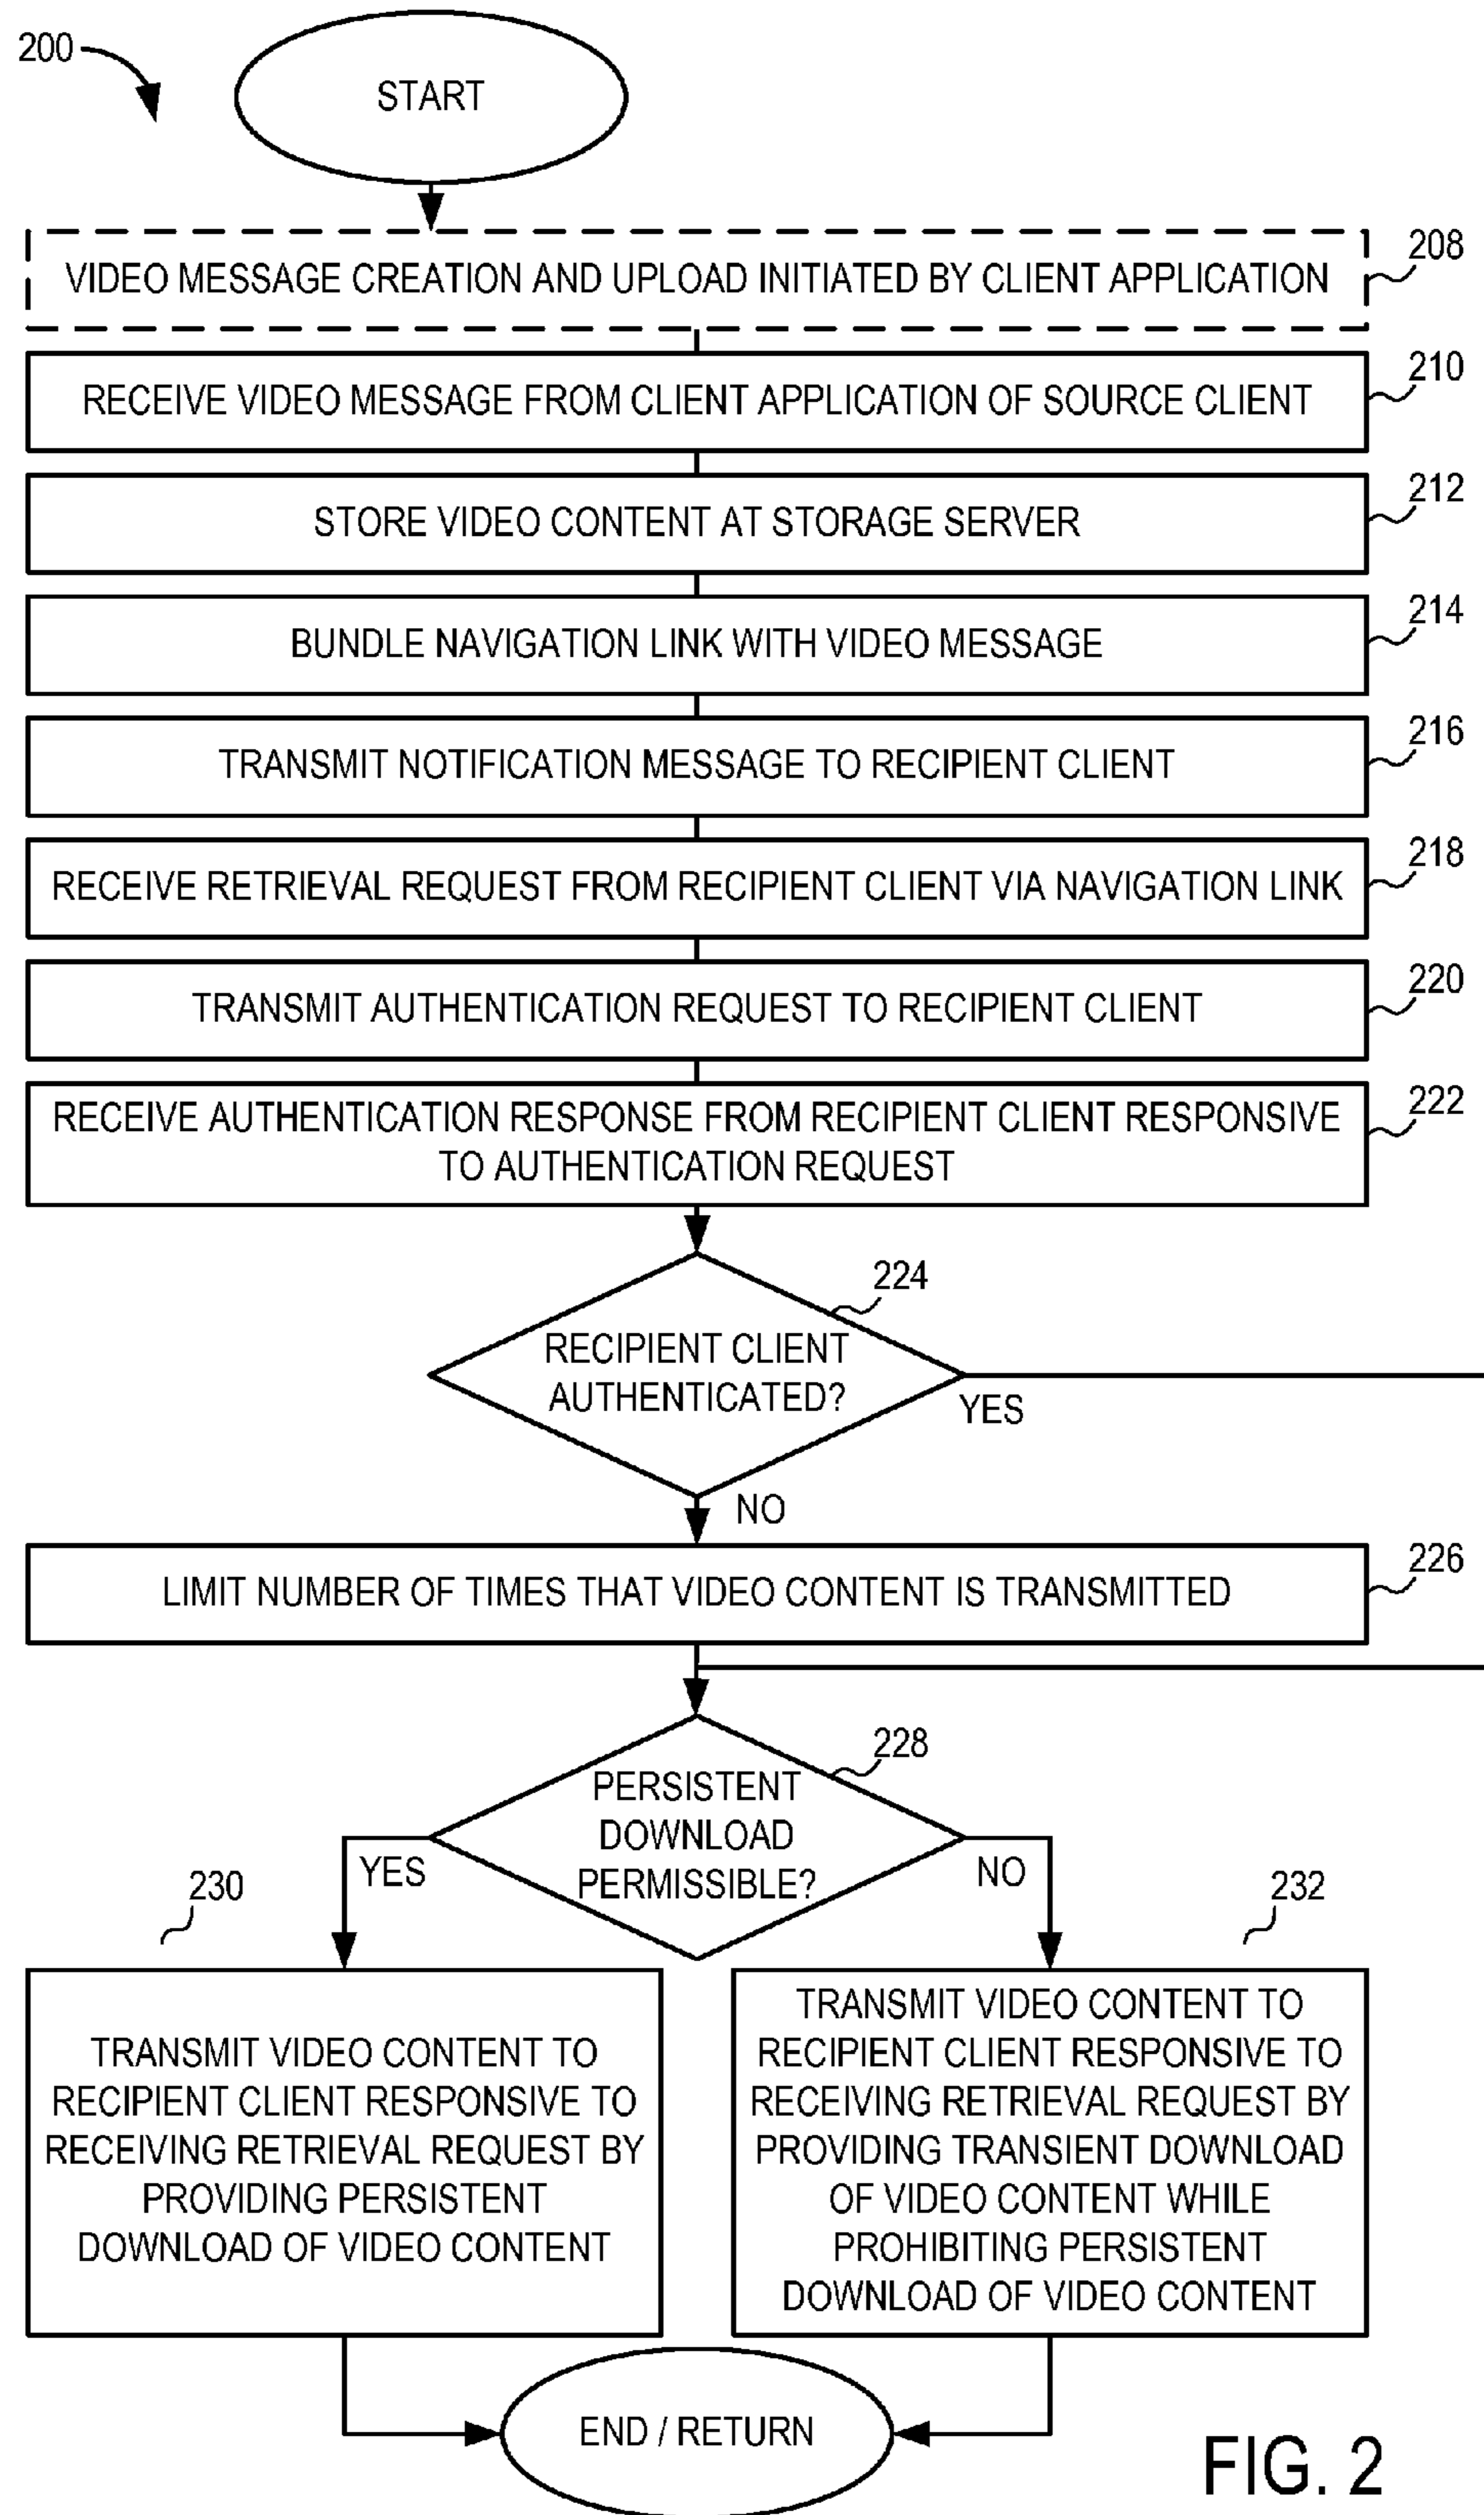 200
START
VIDEO MESSAGE CREATION AND UPLOAD INITIATED BY CLIENT APPLICATION
208
RECEIVE VIDEO MESSAGE FROM CLIENT APPLICATION OF SOURCE CLIENT
210
STORE VIDEO CONTENT AT STORAGE SERVER
212
BUNDLE NAVIGATION LINK WITH VIDEO MESSAGE
214
TRANSMIT NOTIFICATION MESSAGE TO RECIPIENT CLIENT
216
RECEIVE RETRIEVAL REQUEST FROM RECIPIENT CLIENT VIA NAVIGATION LINK
218
TRANSMIT AUTHENTICATION REQUEST TO RECIPIENT CLIENT
220
RECEIVE AUTHENTICATION RESPONSE FROM RECIPIENT CLIENT RESPONSIVE
TO AUTHENTICATION REQUEST
222
224
RECIPIENT CLIENT
AUTHENTICATED?
YES
NO
LIMIT NUMBER OF TIMES THAT VIDEO CONTENT IS TRANSMITTED
226
228
PERSISTENT
DOWNLOAD
PERMISSIBLE?
YES
NO
230
TRANSMIT VIDEO CONTENT TO
RECIPIENT CLIENT RESPONSIVE TO
RECEIVING RETRIEVAL REQUEST BY
PROVIDING PERSISTENT
DOWNLOAD OF VIDEO CONTENT
232
TRANSMIT VIDEO CONTENT TO
RECIPIENT CLIENT RESPONSIVE TO
RECEIVING RETRIEVAL REQUEST BY
PROVIDING TRANSIENT DOWNLOAD
OF VIDEO CONTENT WHILE
PROHIBITING PERSISTENT
DOWNLOAD OF VIDEO CONTENT
END / RETURN
FIG. 2